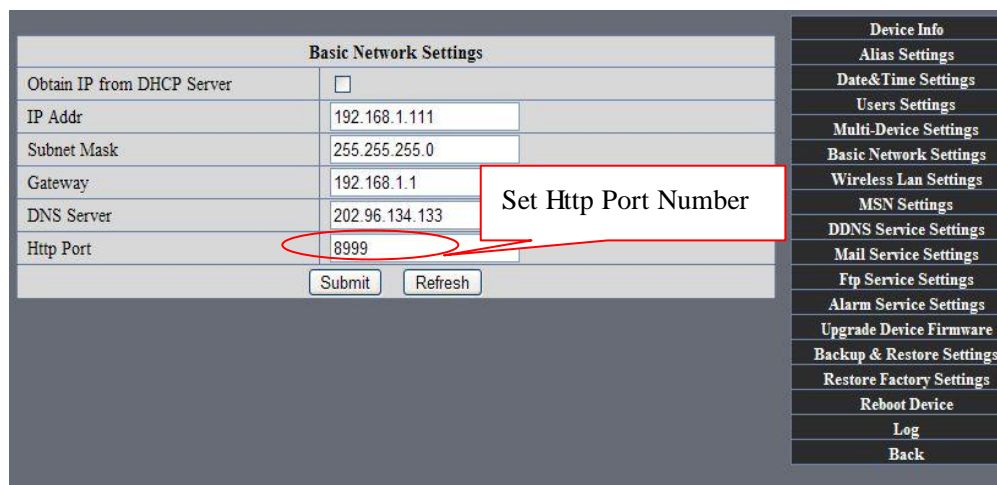 Basic Network Settings
Obtain IP from DHCP Server
IP Addr 192.168.1.111
Subnet Mask 255.255.255.0
Gateway 192.168.1.1
DNS Server 202.96.134.133
Http Port 8999
Submit Refresh
Set Http Port Number
Device Info
Alias Settings
Date&Time Settings
Users Settings
Multi-Device Settings
Basic Network Settings
Wireless Lan Settings
MSN Settings
DDNS Service Settings
Mail Service Settings
Ftp Service Settings
Alarm Service Settings
Upgrade Device Firmware
Backup & Restore Settings
Restore Factory Settings
Reboot Device
Log
Back